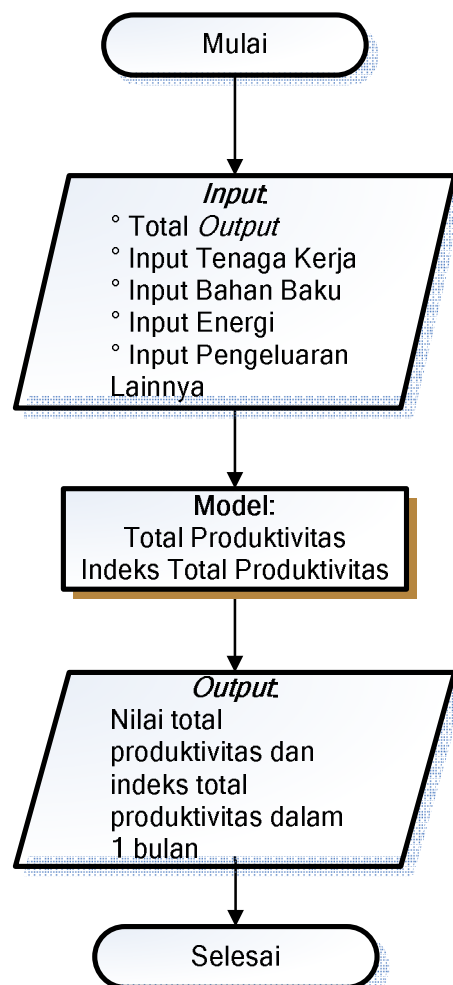 Mulai
Input:
° Total Output
° Input Tenaga Kerja
° Input Bahan Baku
° Input Energi
° Input Pengeluaran
Lainnya
Model:
Total Produktivitas
Indeks Total Produktivitas
Output:
Nilai total
produktivitas dan
indeks total
produktivitas dalam
1 bulan
Selesai